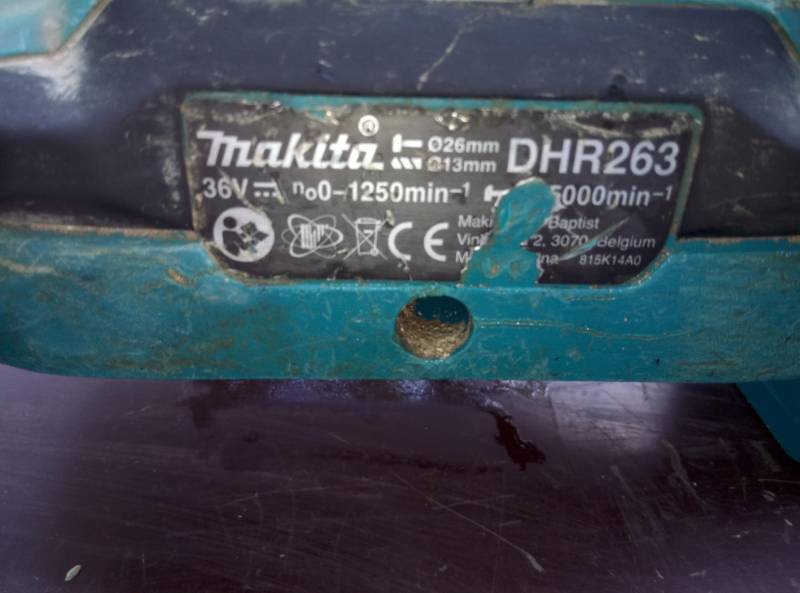 makita® Ø26mm DHR263
Ø13mm
36V n₀0-1250min⁻¹ 5000min⁻¹
CE Baptist
2, 3070 Belgium
815K14A0